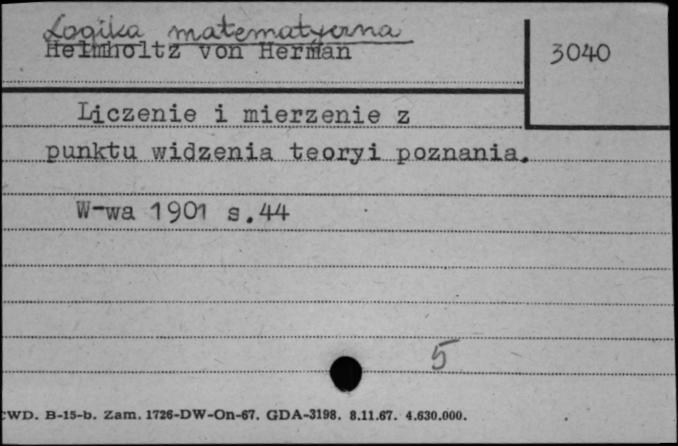 Logika matematyczna
Helmholtz von Herman
3040
Liczenie i mierzenie z
punktu widzenia teoryi poznania.
W-wa 1901 s.44
5
CWD. B-15-b. Zam. 1726-DW-On-67. GDA-3198. 8.11.67. 4.630.000.